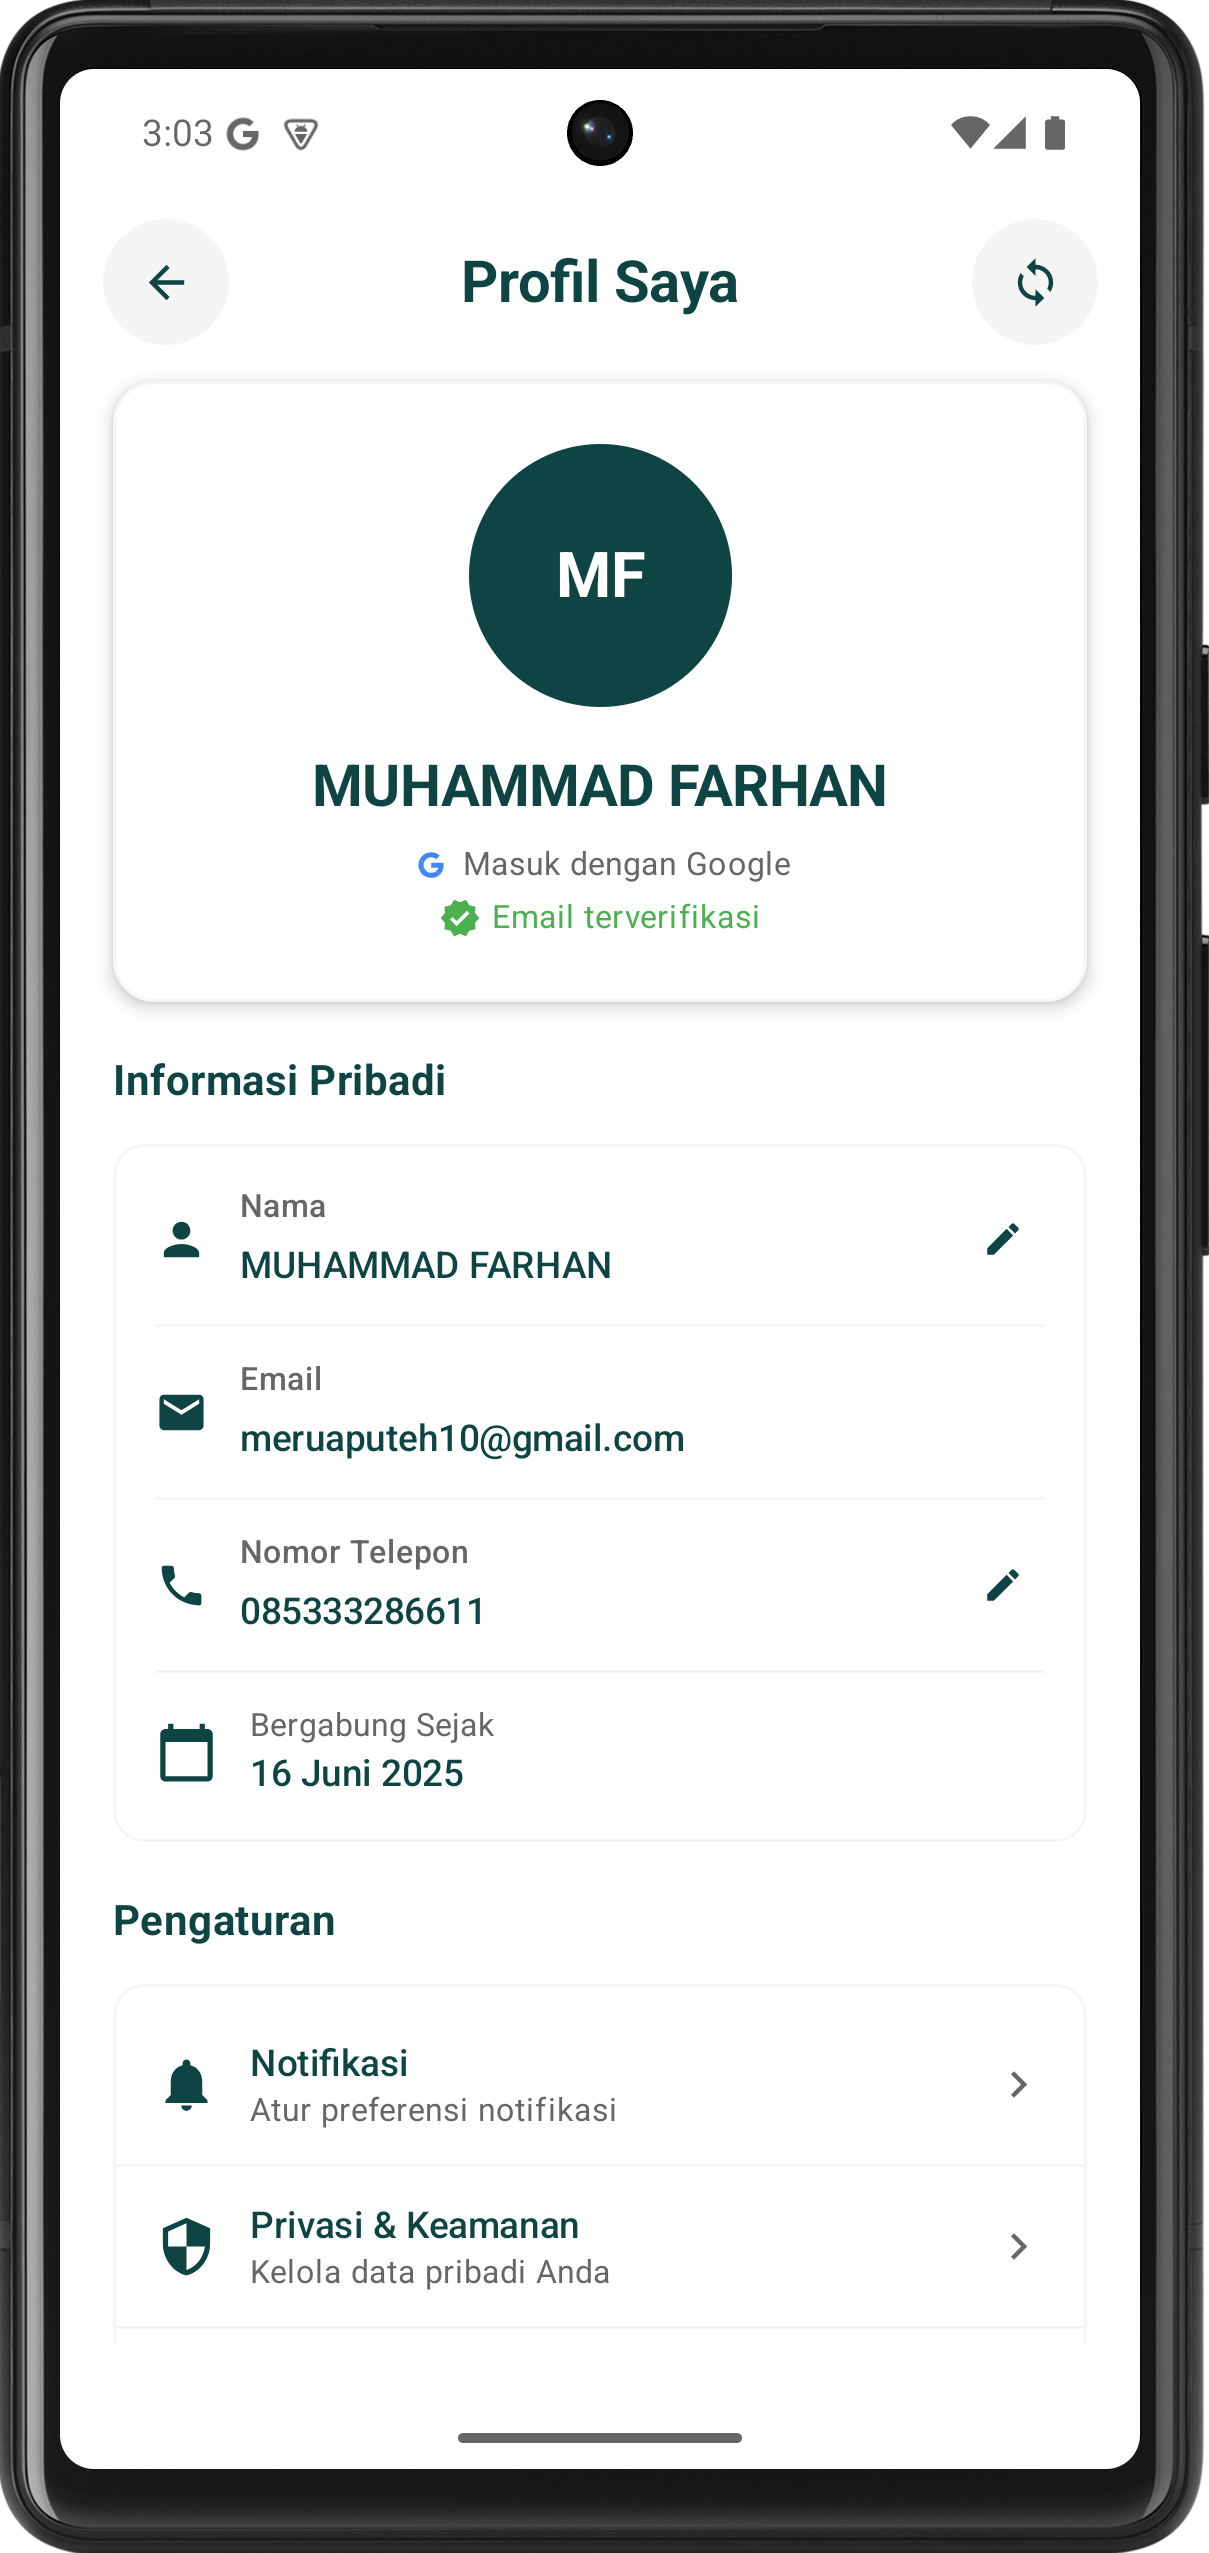 3:03
Profil Saya
MF
MUHAMMAD FARHAN
Masuk dengan Google
Email terverifikasi
Informasi Pribadi
Nama
MUHAMMAD FARHAN
Email
meruaputeh10@gmail.com
Nomor Telepon
085333286611
Bergabung Sejak
16 Juni 2025
Pengaturan
Notifikasi
Atur preferensi notifikasi
Privasi & Keamanan
Kelola data pribadi Anda